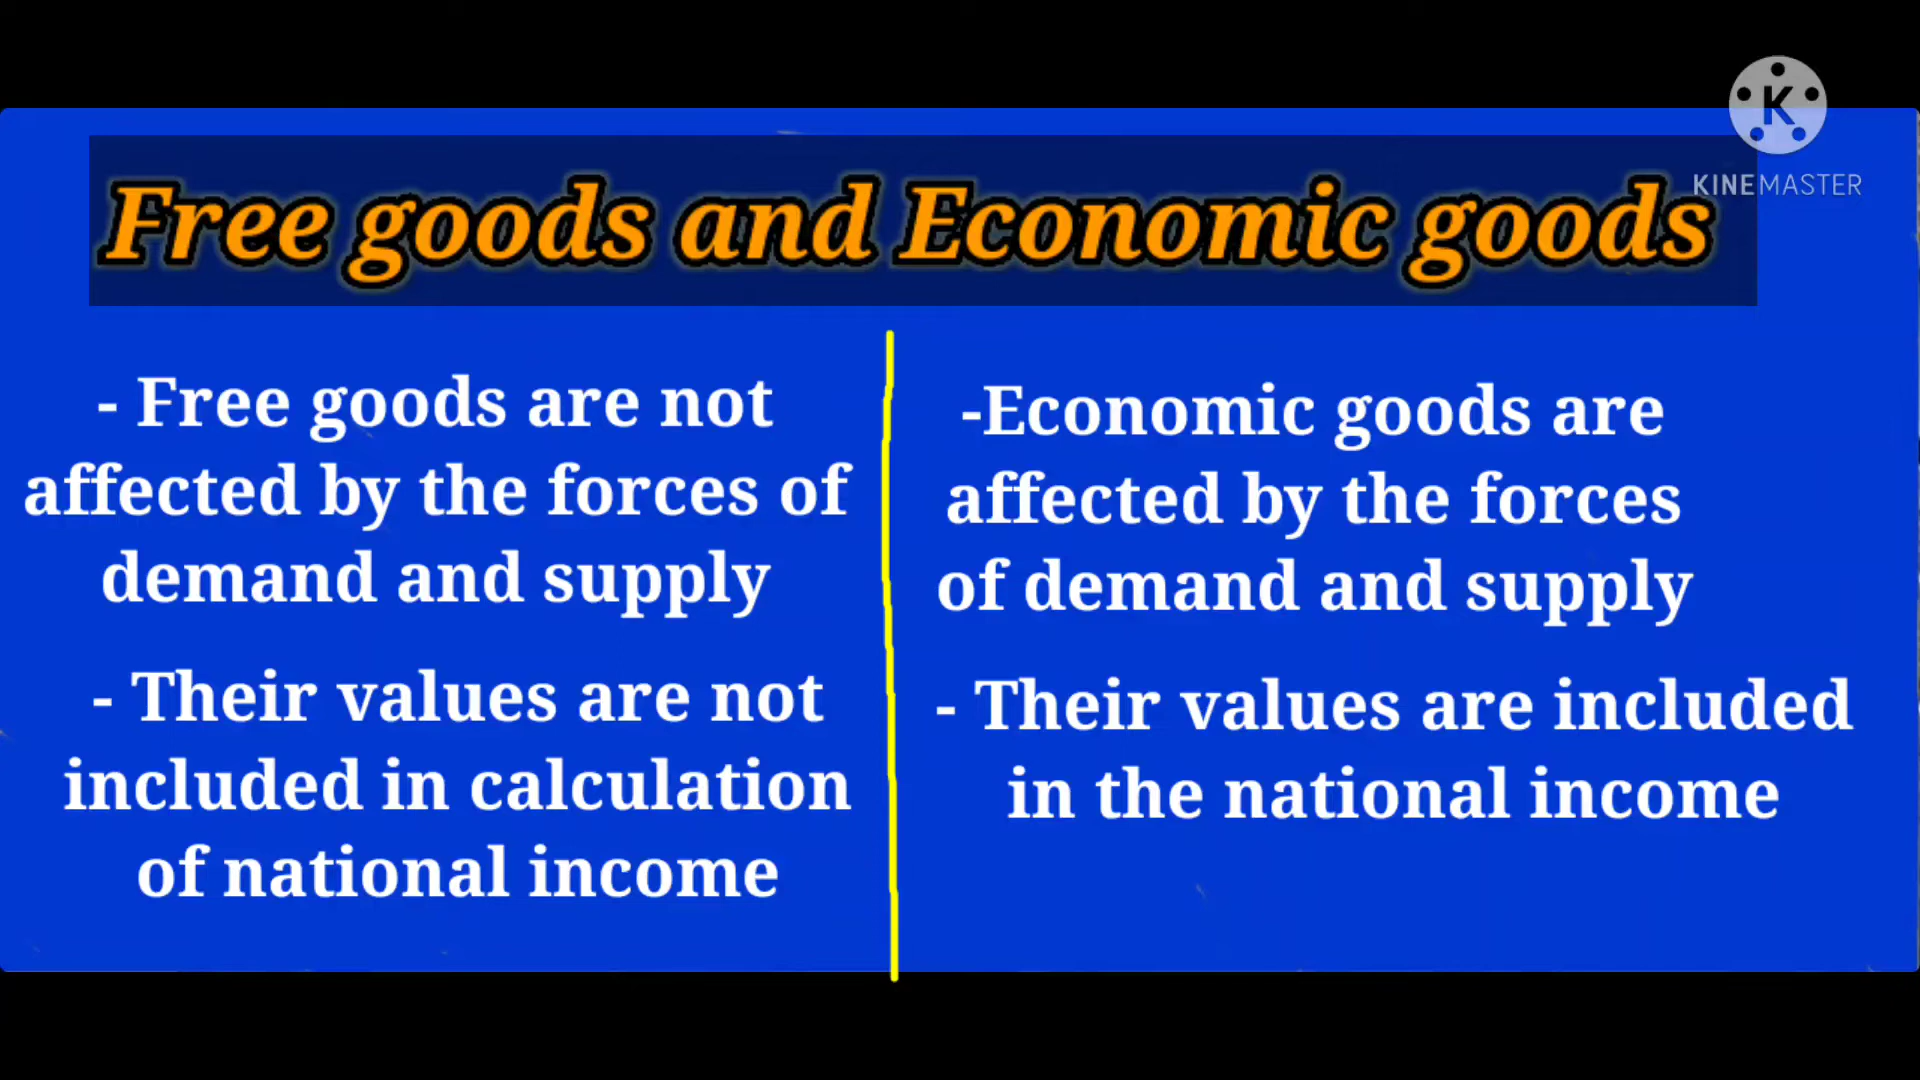 KINEMASTER
Free goods and Economic goods
- Free goods are not
affected by the forces of
demand and supply
- Their values are not
included in calculation
of national income
-Economic goods are
affected by the forces
of demand and supply
- Their values are included
in the national income